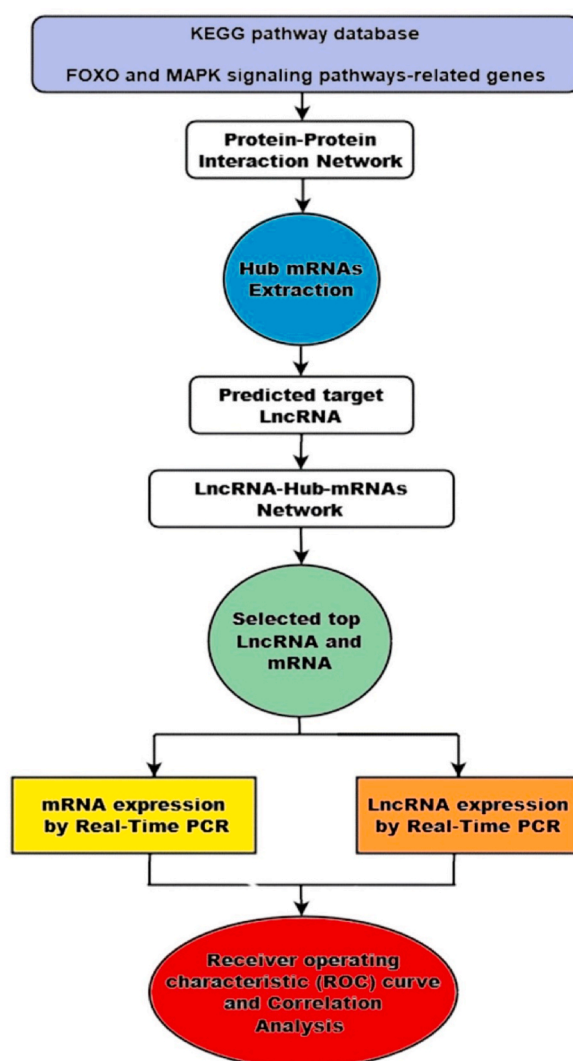 KEGG pathway database
FOXO and MAPK signaling pathways-related genes
Protein-Protein
Interaction Network
Hub mRNAs
Extraction
Predicted target
LncRNA
LncRNA-Hub-mRNAs
Network
Selected top
LncRNA and
mRNA
mRNA expression
by Real-Time PCR
LncRNA expression
by Real-Time PCR
Receiver operating
characteristic (ROC) curve
and Correlation
Analysis